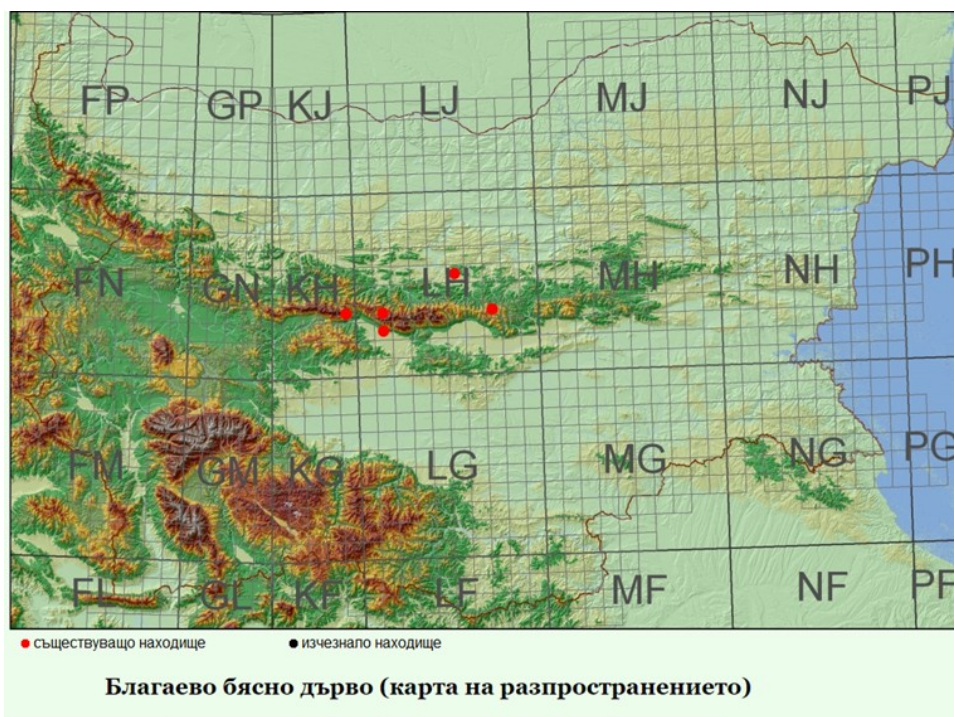 FP GP KJ LJ MJ NJ PJ
FN GN KH LH MH NH PH
FM GM KG LG MG NG PG
FL GL KF LF MF NF PF
съществуващо находище изчезнало находище
Благаево бясно дърво (карта на разпространението)